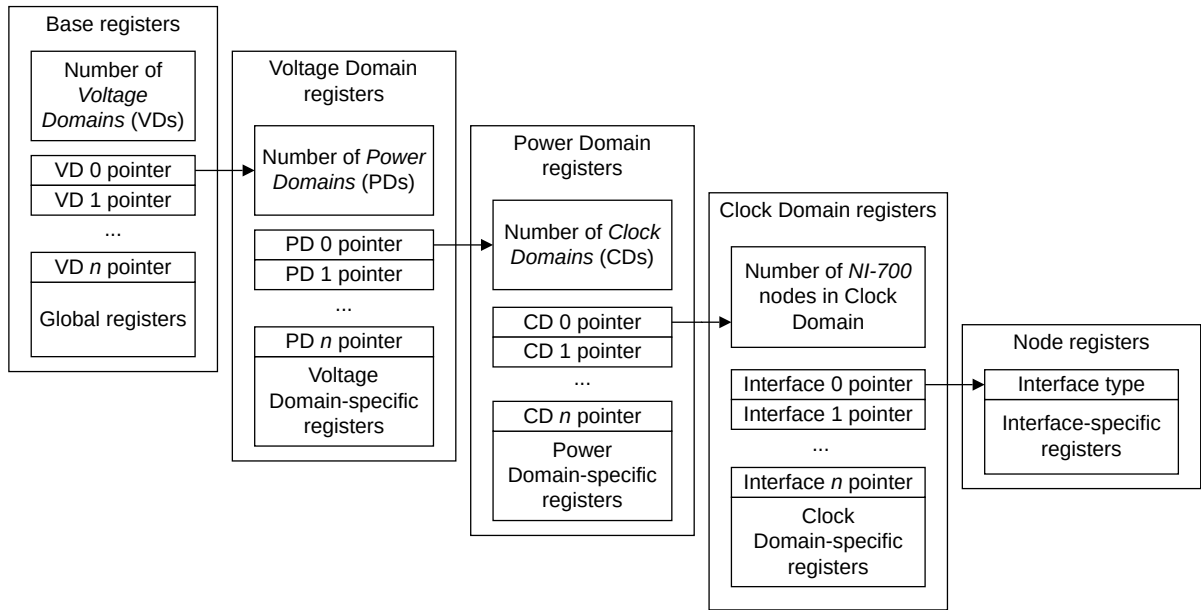 Base registers
Number of
Voltage
Domains (VDs)
VD 0 pointer
VD 1 pointer
...
VD n pointer
Global registers
Voltage Domain
registers
Number of Power
Domains (PDs)
PD 0 pointer
PD 1 pointer
...
PD n pointer
Voltage
Domain-specific
registers
Power Domain
registers
Number of Clock
Domains (CDs)
CD 0 pointer
CD 1 pointer
...
CD n pointer
Power
Domain-specific
registers
Clock Domain registers
Number of NI-700
nodes in Clock
Domain
Interface 0 pointer
Interface 1 pointer
...
Interface n pointer
Clock
Domain-specific
registers
Node registers
Interface type
Interface-specific
registers